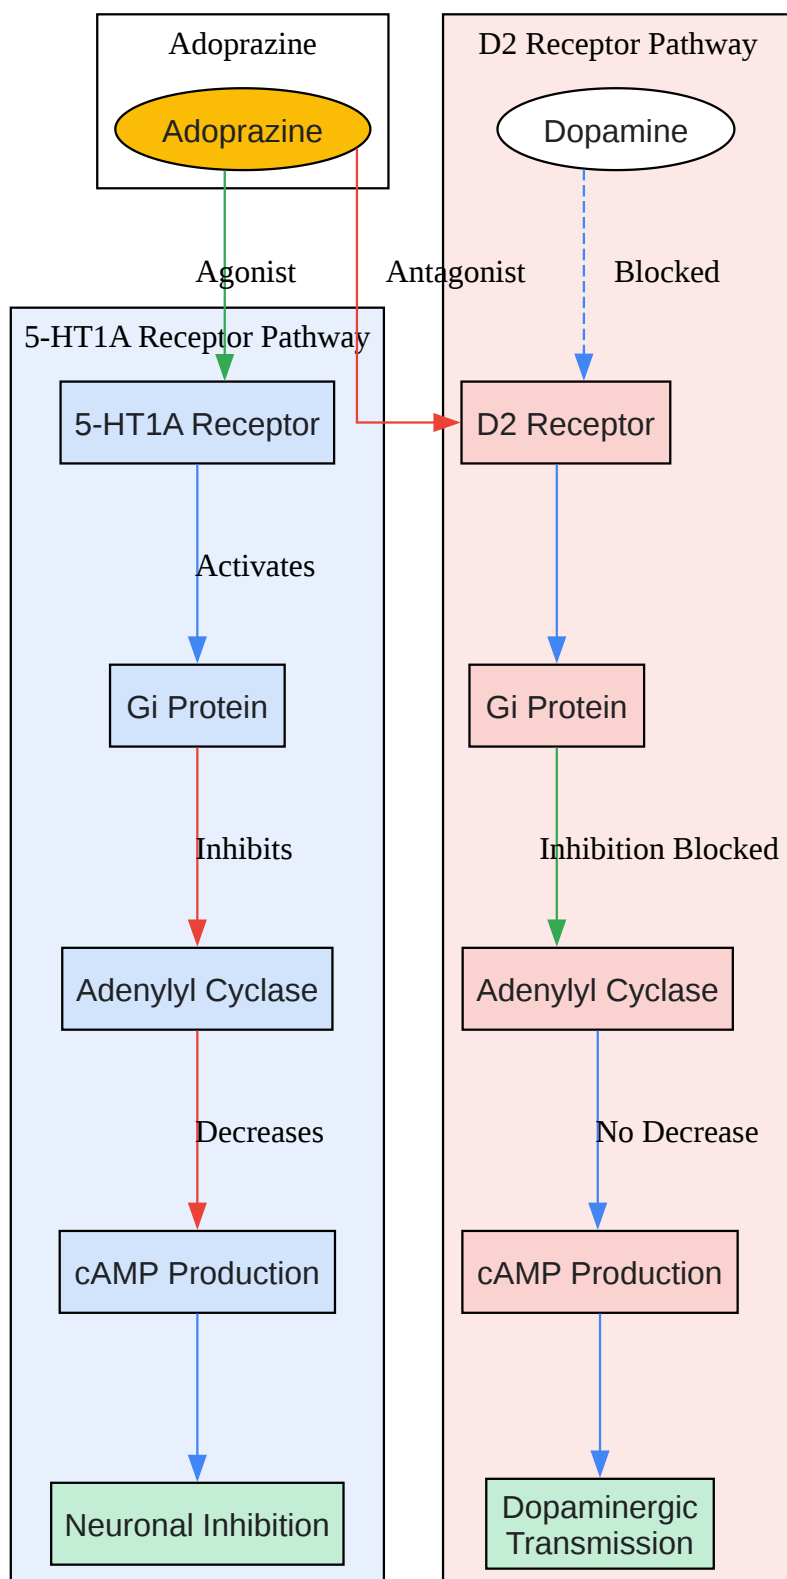 Adoprazine
D2 Receptor Pathway
Adoprazine
Dopamine
Agonist
Antagonist
Blocked
5-HT1A Receptor Pathway
5-HT1A Receptor
D2 Receptor
Activates
Gi Protein
Gi Protein
Inhibits
Inhibition Blocked
Adenylyl Cyclase
Adenylyl Cyclase
Decreases
No Decrease
cAMP Production
cAMP Production
Neuronal Inhibition
Dopaminergic
Transmission